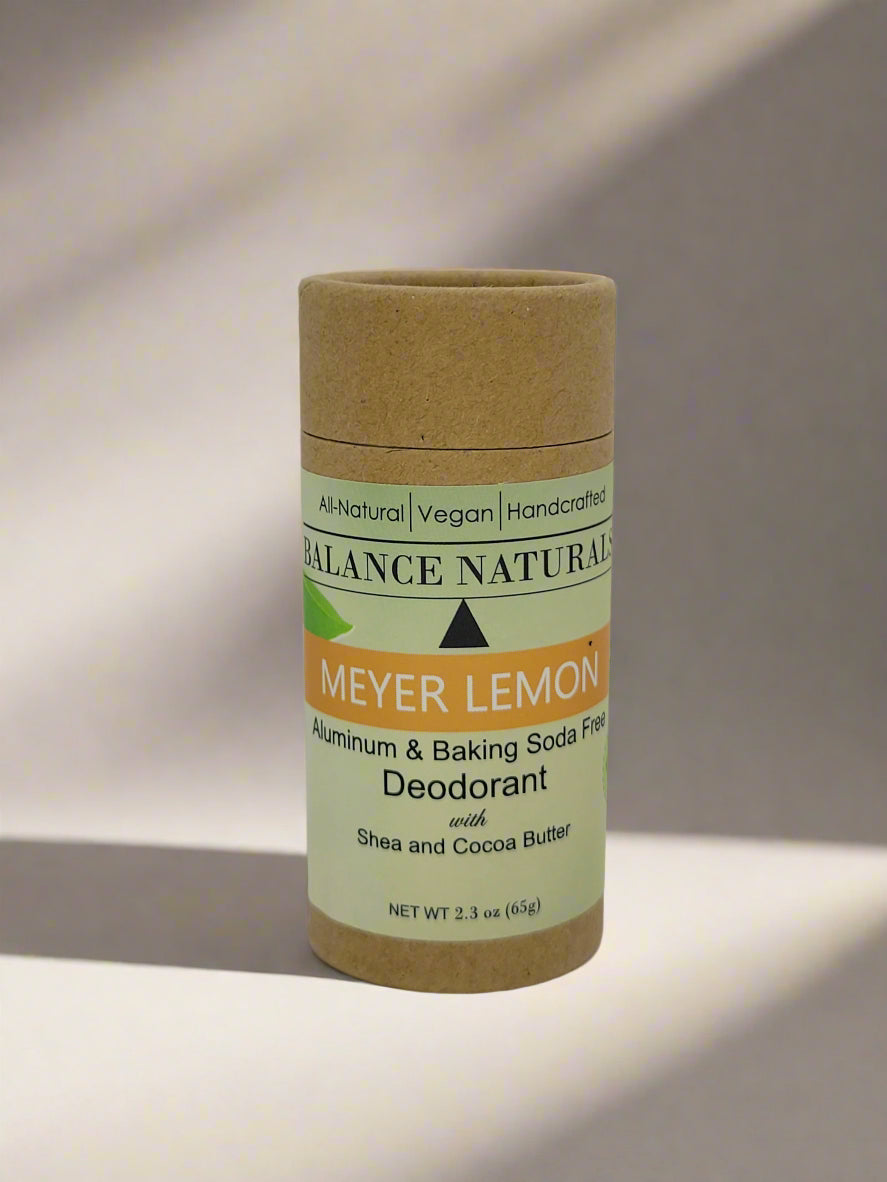 All-Natural|Vegan|Handcrafted
BALANCE NATURALS
MEYER LEMON
Aluminum & Baking Soda Free
Deodorant
with
Shea and Cocoa Butter
NET WT 2.3 oz (65g)